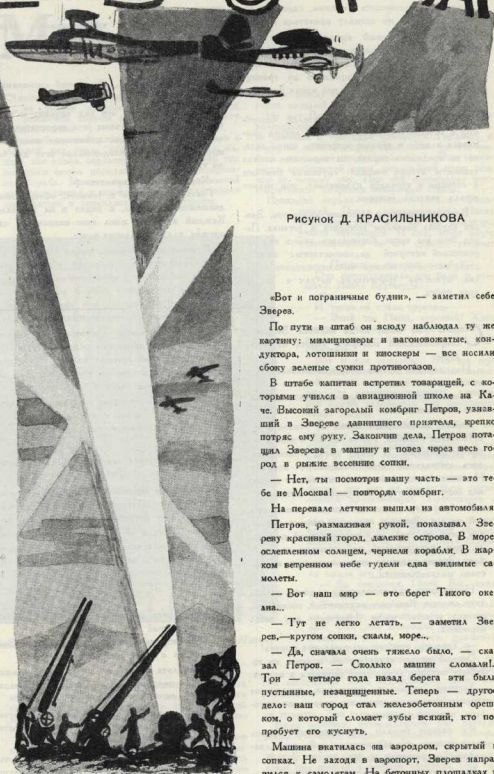 Рисунок Д. КРАСИЛЬНИКОВА
«Вот и пограничные будни», — заметил себе
Зверев.
По пути в штаб он всюду наблюдал ту же
картину: милиционеры и вагоновожатые, кон-
дуктора, лотошники и киоскеры — все носили
сбоку зеленые сумки противогазов.
В штабе капитан встретил товарищей, с ко-
торыми учился в авиационной школе на Ка-
че. Высокий загорелый комбриг Петров, узнав-
ший в Звереве давнишнего приятеля, крепко
потряс ему руку. Закончив дела, Петров пота-
щил Зверева в машину и повез через весь го-
род в рыжие весенние сопки.
— Нет, ты посмотри нашу часть — это те-
бе не Москва! — повторял комбриг.
На перевале летчики вышли из автомобиля
Петров, размахивая рукой, показывал Зве-
реву красивый город, далекие острова. В море
ослепленном солнцем, чернели корабли. В жар-
ком ветренном небе гудели едва видимые са-
молеты.
— Вот наш мир — это берег Тихого оке-
ана...
— Тут не легко летать, — заметил Зве-
рев,—кругом сопки, скалы, море...
— Да, сначала очень тяжело было, — ска-
зал Петров. — Сколько машин сломали!.
Три — четыре года назад берега эти были
пустынные, незащищенные. Теперь — друго
дело: наш город стал железобетонным ореш-
ком, о который сломает зубы всякий, кто по-
пробует его куснуть.
Машина вкатилась на аэродром, скрытый
сопках. Не заходя в аэропорт, Зверев напра
вился к самолетам. На бетонных площадках